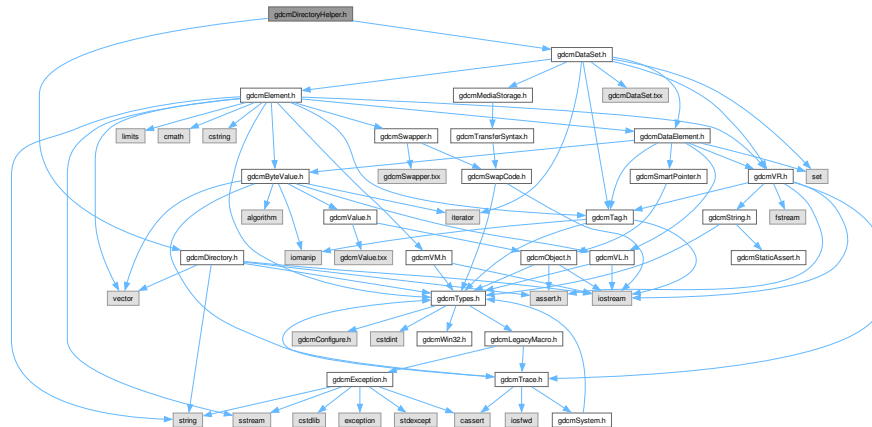 gdcmDirectoryHelper.h
gdcmDataSet.h
gdcmElement.h
gdcmMediaStorage.h
gdcmDataSet.txx
limits
cmath
cstring
gdcmSwapper.h
gdcmTransferSyntax.h
gdcmDataElement.h
gdcmByteValue.h
gdcmSwapper.txx
gdcmSwapCode.h
gdcmSmartPointer.h
gdcmVR.h
set
algorithm
gdcmValue.h
iterator
gdcmTag.h
gdcmString.h
fstream
gdcmDirectory.h
iomanip
gdcmValue.txx
gdcmVM.h
gdcmObject.h
gdcmVL.h
gdcmStaticAssert.h
vector
gdcmTypes.h
assert.h
iostream
gdcmConfigure.h
cstdint
gdcmWin32.h
gdcmLegacyMacro.h
gdcmException.h
gdcmTrace.h
string
sstream
cstdlib
exception
stdexcept
cassert
iosfwd
gdcmSystem.h